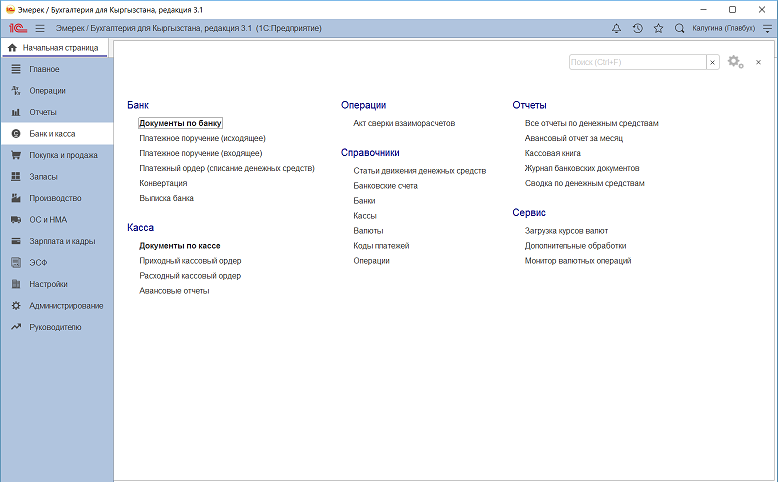 Эмерек / Бухгалтерия для Кыргызстана, редакция 3.1
1С Эмерек / Бухгалтерия для Кыргызстана, редакция 3.1 (1С:Предприятие) Капугина (Главбух)
Начальная страница
Поиск (Ctrl+F)
Главное
Операции
Отчеты
Банк и касса
Покупка и продажа
Запасы
Производство
ОС и НМА
Зарплата и кадры
ЭСФ
Настройки
Администрирование
Руководителю
Банк
Документы по банку
Платежное поручение (исходящее)
Платежное поручение (входящее)
Платежный ордер (списание денежных средств)
Конвертация
Выписка банка
Касса
Документы по кассе
Приходный кассовый ордер
Расходный кассовый ордер
Авансовые отчеты
Операции
Акт сверки взаиморасчетов
Справочники
Статьи движения денежных средств
Банковские счета
Банки
Кассы
Валюты
Коды платежей
Операции
Отчеты
Все отчеты по денежным средствам
Авансовый отчет за месяц
Кассовая книга
Журнал банковских документов
Сводка по денежным средствам
Сервис
Загрузка курсов валют
Дополнительные обработки
Монитор валютных операций